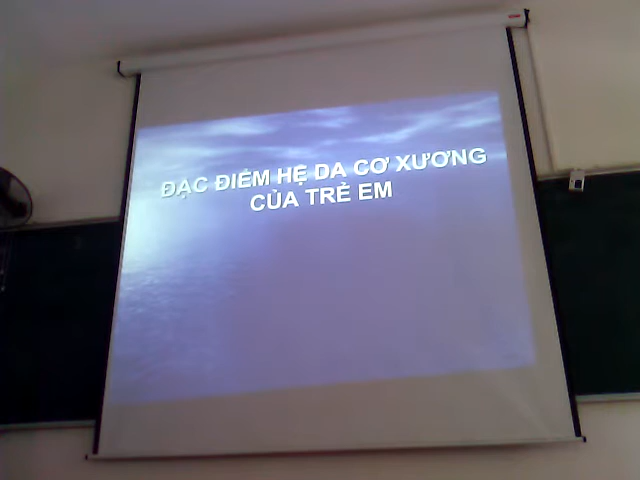 ĐẶC ĐIỂM HỆ DA CƠ XƯƠNG
CỦA TRẺ EM